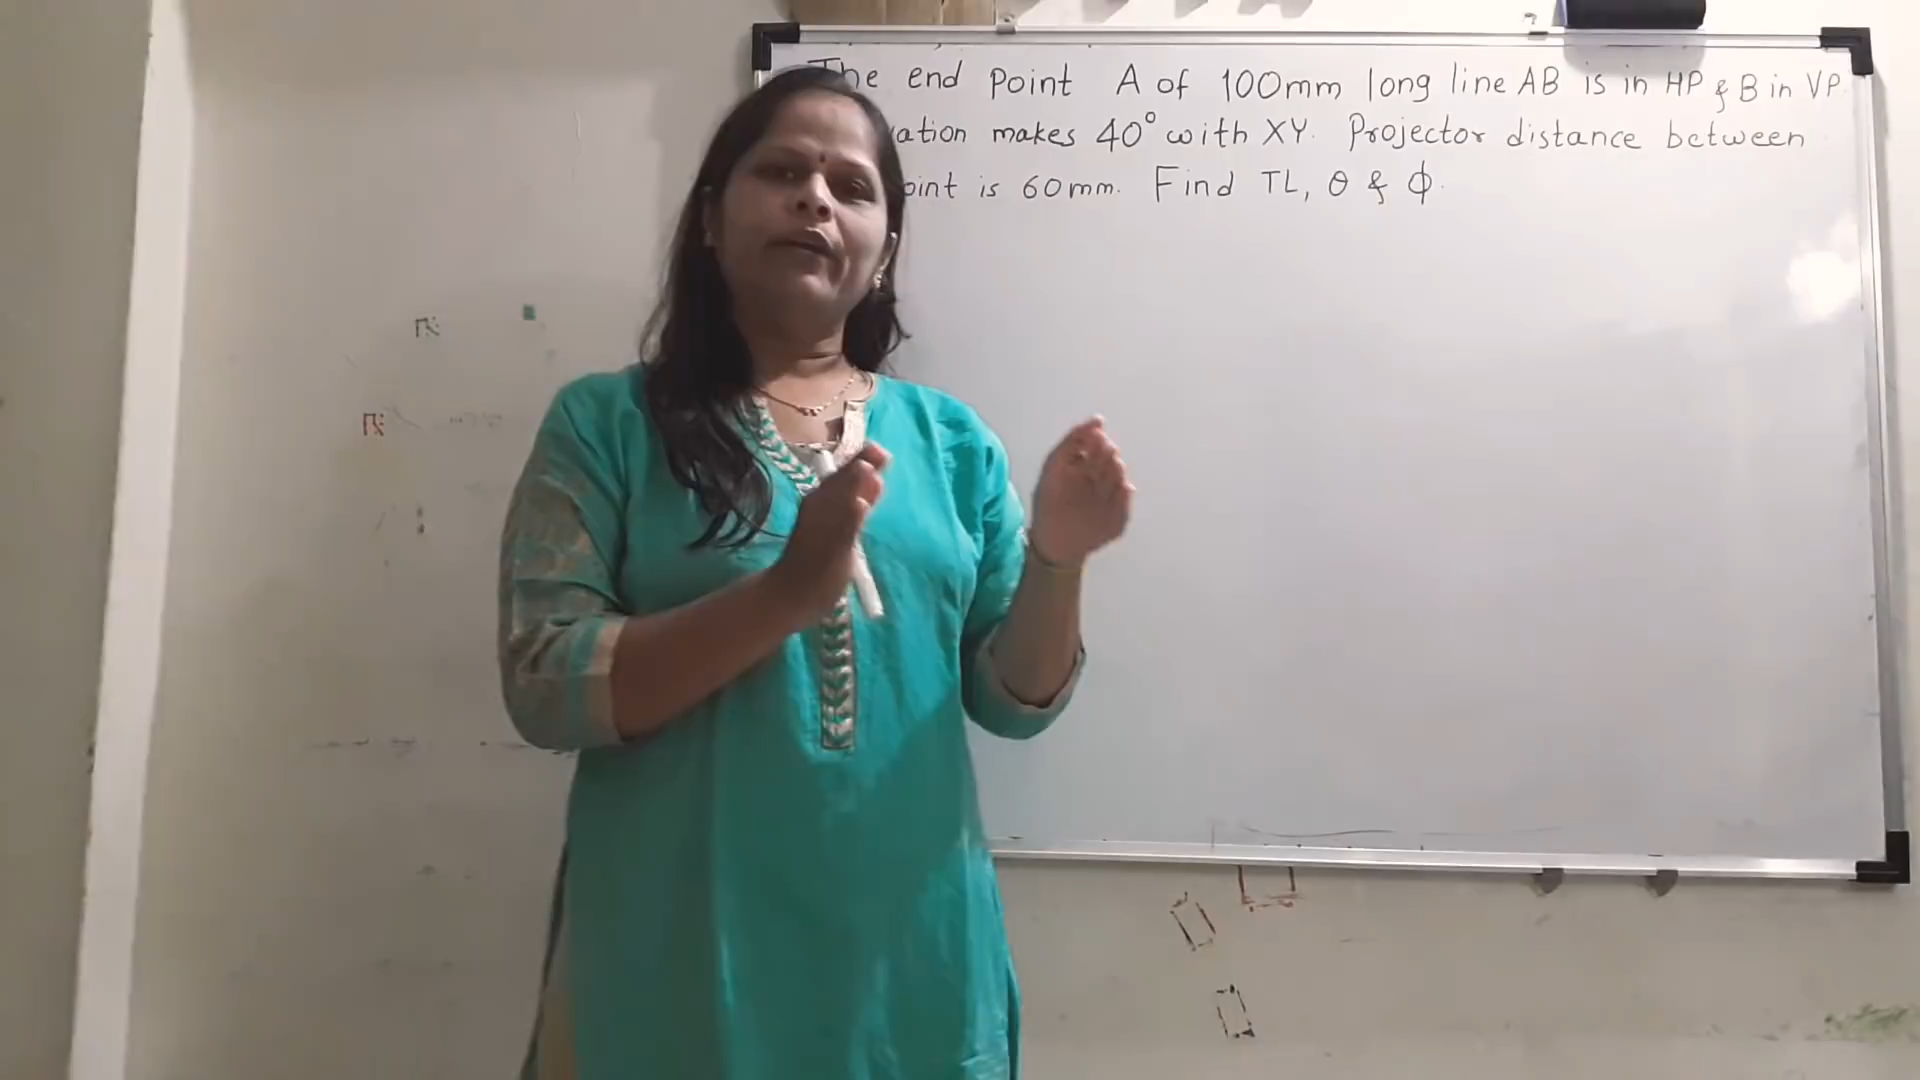 The end point A of 100mm long line AB is in HP & B in VP.
vation makes 40° with XY. Projector distance between
oint is 60mm. Find TL, θ & ϕ.